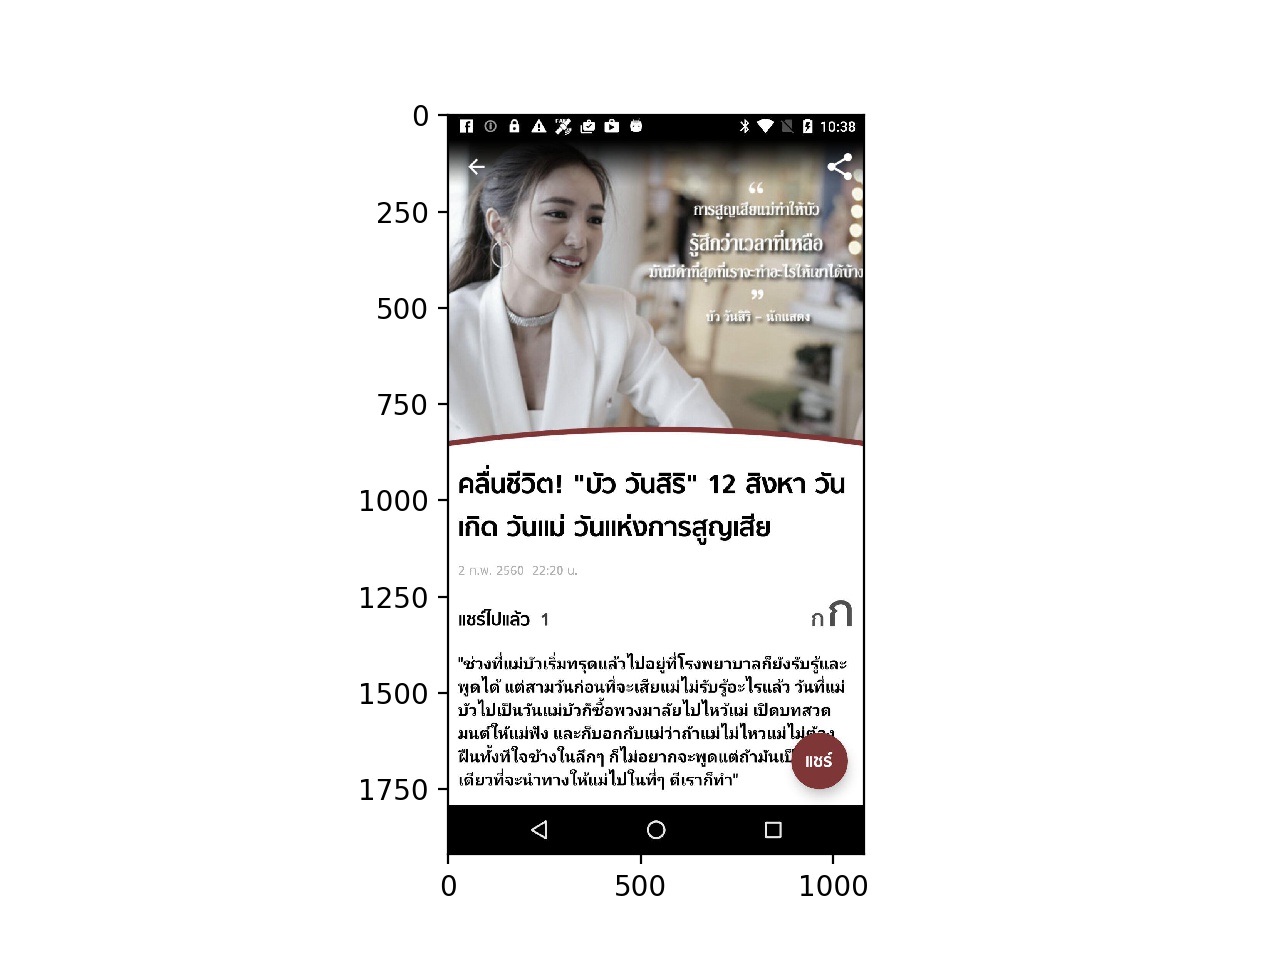 10:38
“
การสูญเสียแม่ทำให้บัว
รู้สึกว่าเวลาที่เหลือ
มันมีค่าที่สุดที่เราจะทำอะไรให้เขาได้บ้าง
”
บัว วันสิริ - นักแสดง
คลื่นชีวิต! "บัว วันสิริ" 12 สิงหา วัน
เกิด วันแม่ วันแห่งการสูญเสีย
2 ก.พ. 2560 22:20 น.
แชร์ไปแล้ว 1
ก ก
"ช่วงที่แม่บัวเริ่มทรุดแล้วไปอยู่ที่โรงพยาบาลก็ยังรับรู้และ
พูดได้ แต่สามวันก่อนที่จะเสียแม่ไม่รับรู้อะไรแล้ว วันที่แม่
บัวไปเป็นวันแม่บัวก็ซื้อพวงมาลัยไปไหว้แม่ เปิดบทสวด
มนต์ให้แม่ฟัง และก็บอกกับแม่ว่าถ้าแม่ไม่ไหวแม่ไม่ต้อง
ฝืนทั้งที่ใจข้างในลึกๆ ก็ไม่อยากจะพูดแต่ถ้ามัน
แชร์
เดียวที่จะนำทางให้แม่ไปในที่ๆ ดีเราก็ทำ"
0
250
500
750
1000
1250
1500
1750
0 500 1000